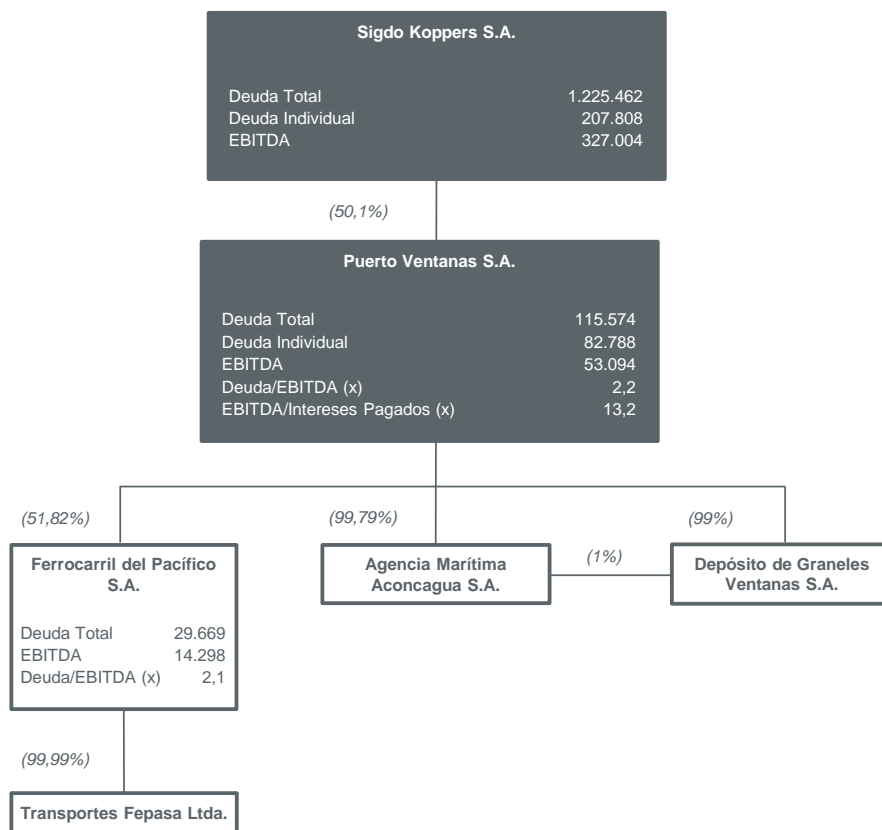 Sigdo Koppers S.A.
Deuda Total 1.225.462
Deuda Individual 207.808
EBITDA 327.004
(50,1%)
Puerto Ventanas S.A.
Deuda Total 115.574
Deuda Individual 82.788
EBITDA 53.094
Deuda/EBITDA (x) 2,2
EBITDA/Intereses Pagados (x) 13,2
(51,82%)
(99,79%)
(99%)
Ferrocarril del Pacífico
S.A.
Deuda Total 29.669
EBITDA 14.298
Deuda/EBITDA (x) 2,1
Agencia Marítima
Aconcagua S.A.
(1%)
Depósito de Graneles
Ventanas S.A.
(99,99%)
Transportes Fepasa Ltda.